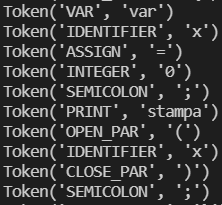 Token('VAR', 'var')
Token('IDENTIFIER', 'x')
Token('ASSIGN', '=')
Token('INTEGER', '0')
Token('SEMICOLON', ';')
Token('PRINT', 'stampa')
Token('OPEN_PAR', '(')
Token('IDENTIFIER', 'x')
Token('CLOSE_PAR', ')')
Token('SEMICOLON', ';')